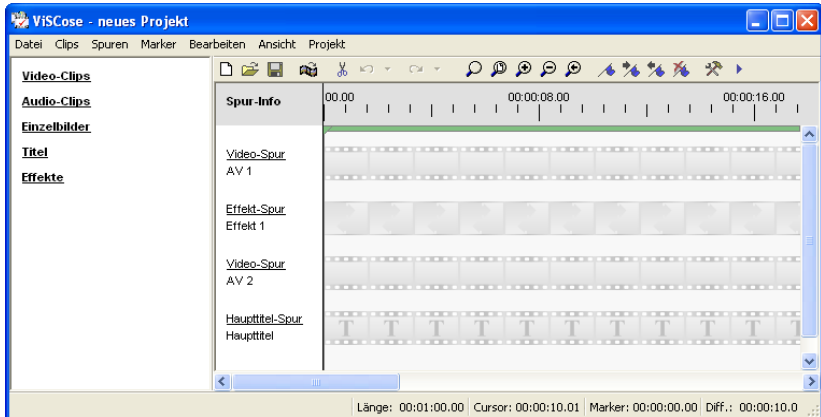 ViSCose - neues Projekt
Datei Clips Spuren Marker Bearbeiten Ansicht Projekt
Video-Clips
Audio-Clips
Einzelbilder
Titel
Effekte
Spur-Info
00.00 00:00:08.00 00:00:16.00
Video-Spur
AV 1
Effekt-Spur
Effekt 1
Video-Spur
AV 2
Haupttitel-Spur
Haupttitel
T T T T T T T T T T T
Länge: 00:01:00.00 Cursor: 00:00:10.01 Marker: 00:00:00.00 Diff.: 00:00:10.0